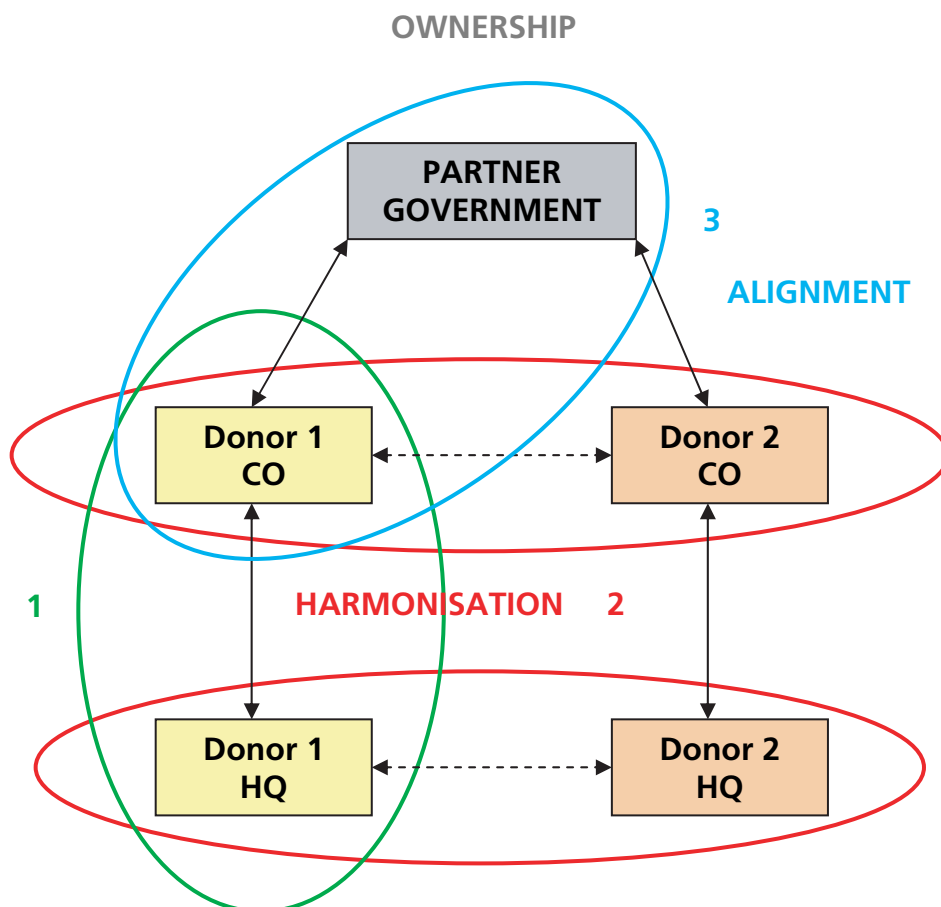 OWNERSHIP
PARTNER
GOVERNMENT
3
ALIGNMENT
Donor 1
CO
Donor 2
CO
1
HARMONISATION 2
Donor 1
HQ
Donor 2
HQ